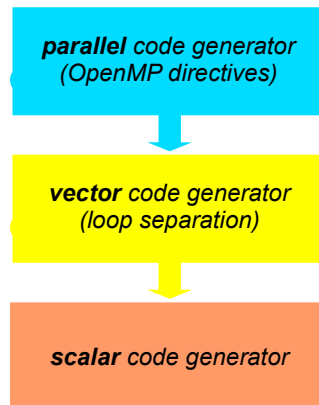 parallel code generator
(OpenMP directives)
vector code generator
(loop separation)
scalar code generator